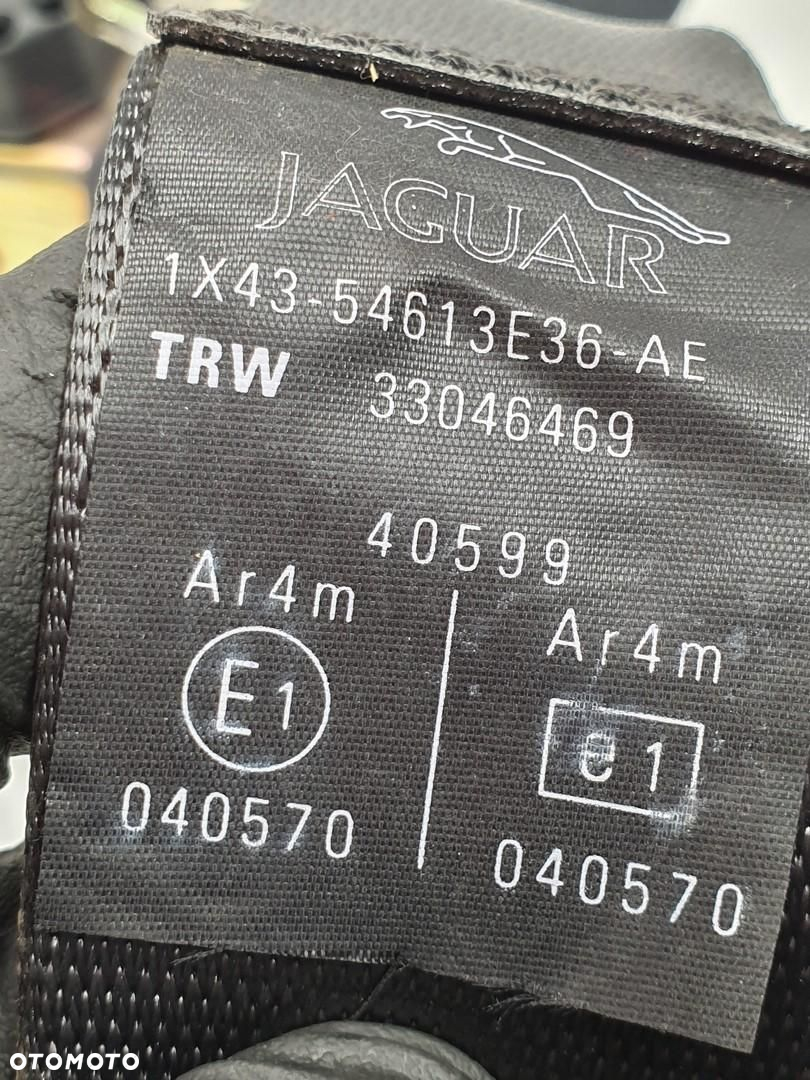 JAGUAR
1X43-54613E36-AE
TRW 33046469
40599
Ar4m Ar4m
E1 e1
040570 040570
OTOMOTO